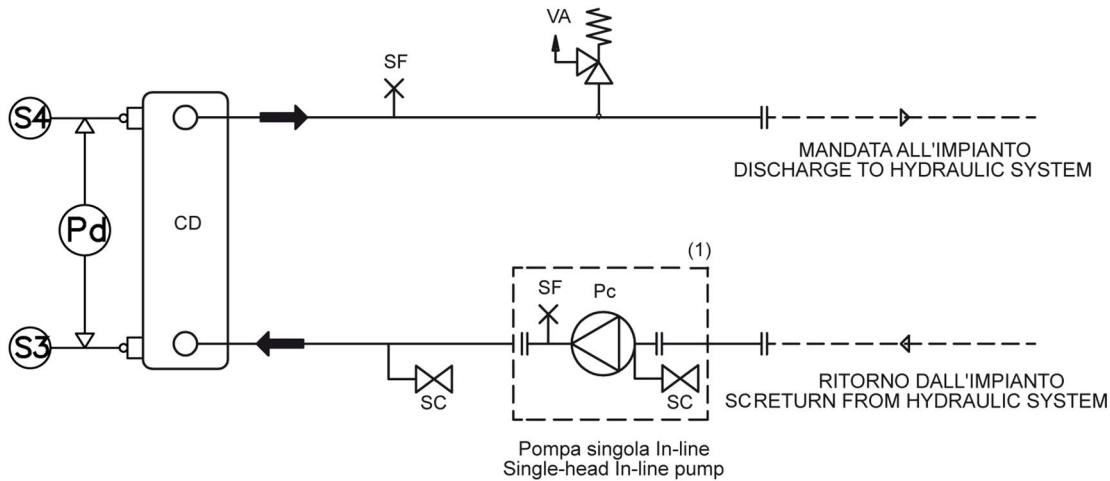 VA
SF
S4
MANDATA ALL'IMPIANTO
DISCHARGE TO HYDRAULIC SYSTEM
Pd
CD
(1)
SF
Pc
S3
SC
SC
RITORNO DALL'IMPIANTO
SCRETURN FROM HYDRAULIC SYSTEM
Pompa singola In-line
Single-head In-line pump